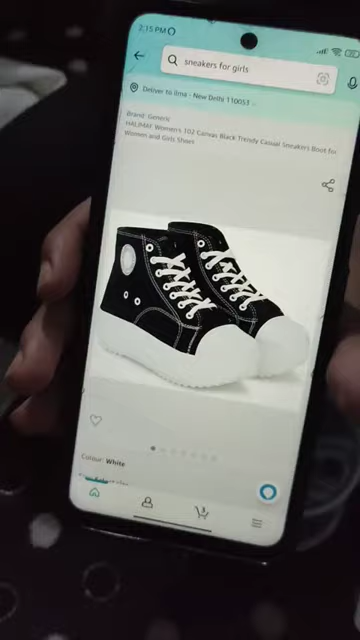 2:15 PM
sneakers for girls
Deliver to ilma - New Delhi 110053
Brand: Generic
HALIMAF Women's 102 Canvas Black Trendy Casual Sneakers Boot for
Women and Girls Shoes
Colour: White